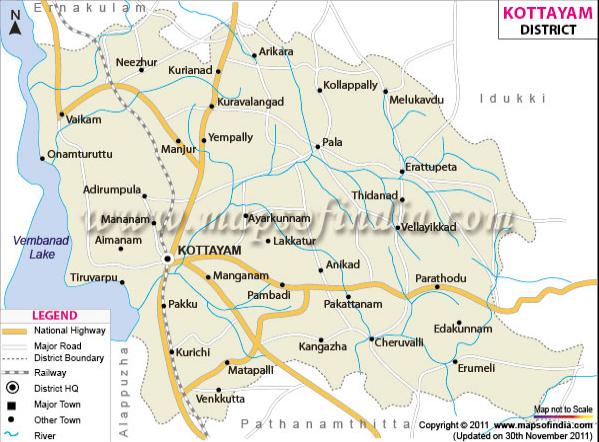 Ernakulam
KOTTAYAM
DISTRICT
N
Arikara
Neezhur
Kurianad
Kollappally
Melukavdu
Idukki
Kuravalangad
Vaikam
Yempally
Pala
Manjur
Onamturuttu
Erattupeta
Adirumpula
Thidanad
www.mapsofindia.com
Mananam
Ayarkunnam
Vellayikkad
Vembanad
Lake
Aimanam
Lakkatur
KOTTAYAM
Anikad
Tiruvarpu
Manganam
Parathodu
Pambadi
Pakattanam
Pakku
LEGEND
National Highway
Major Road
District Boundary
Railway
District HQ
Major Town
Other Town
River
Edakunnam
Kangazha
Cheruvalli
Kurichi
Alappuzha
Matapalli
Erumeli
Venkkutta
Pathanamthitta
Map not to Scale
Copyright © 2011 www.mapsofindia.com
(Updated on 30th November 2011)